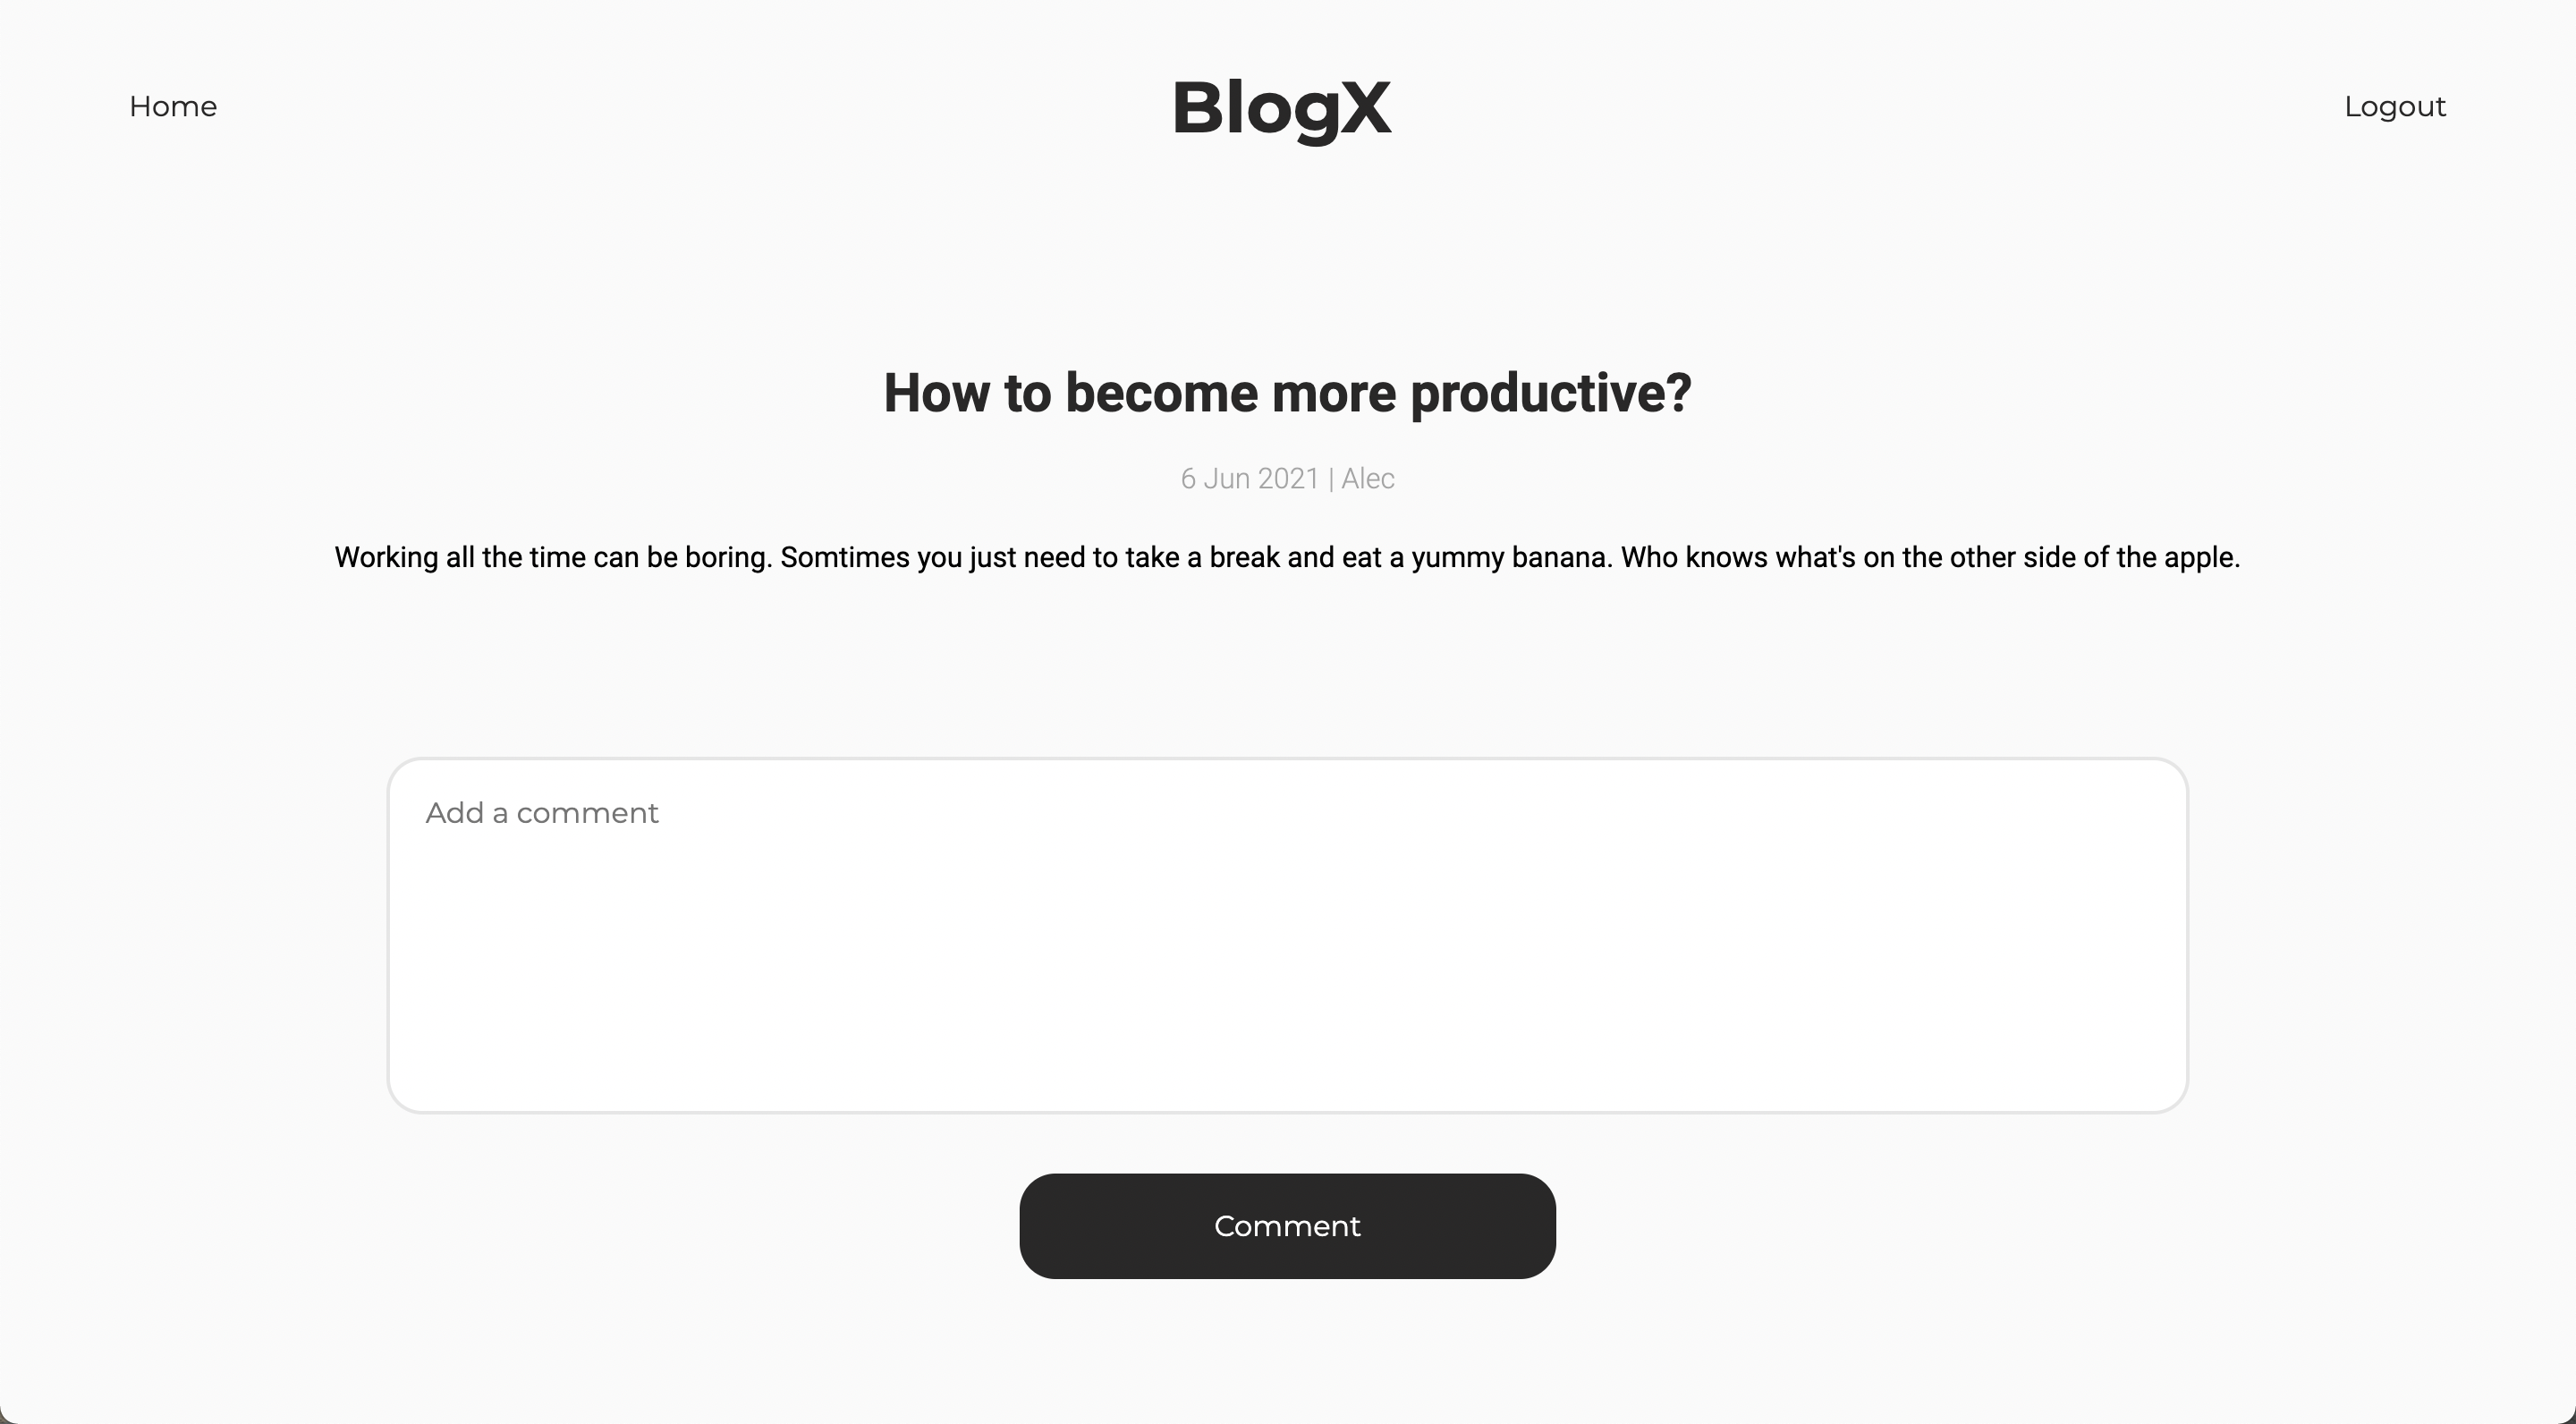 Home
BlogX
Logout
How to become more productive?
6 Jun 2021 | Alec
Working all the time can be boring. Somtimes you just need to take a break and eat a yummy banana. Who knows what's on the other side of the apple.
Add a comment
Comment